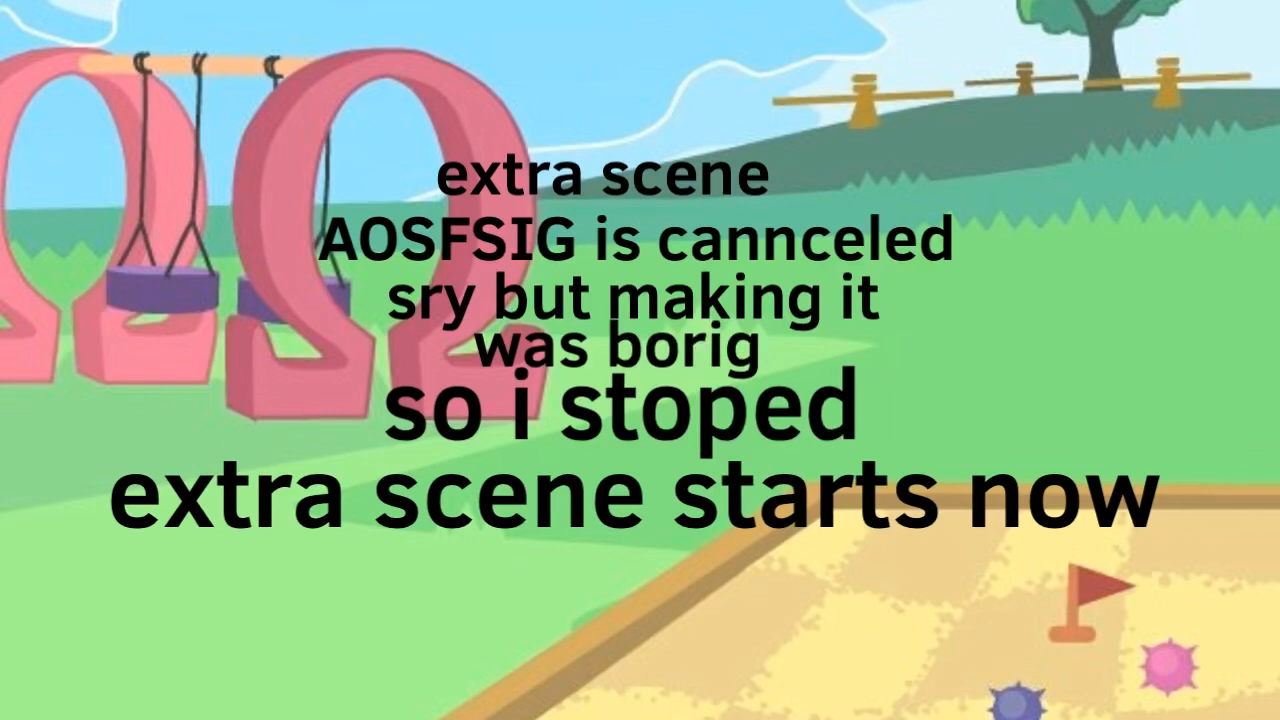 extra scene
AOSFSIG is cannceled
sry but making it
was borig
so i stoped
extra scene starts now